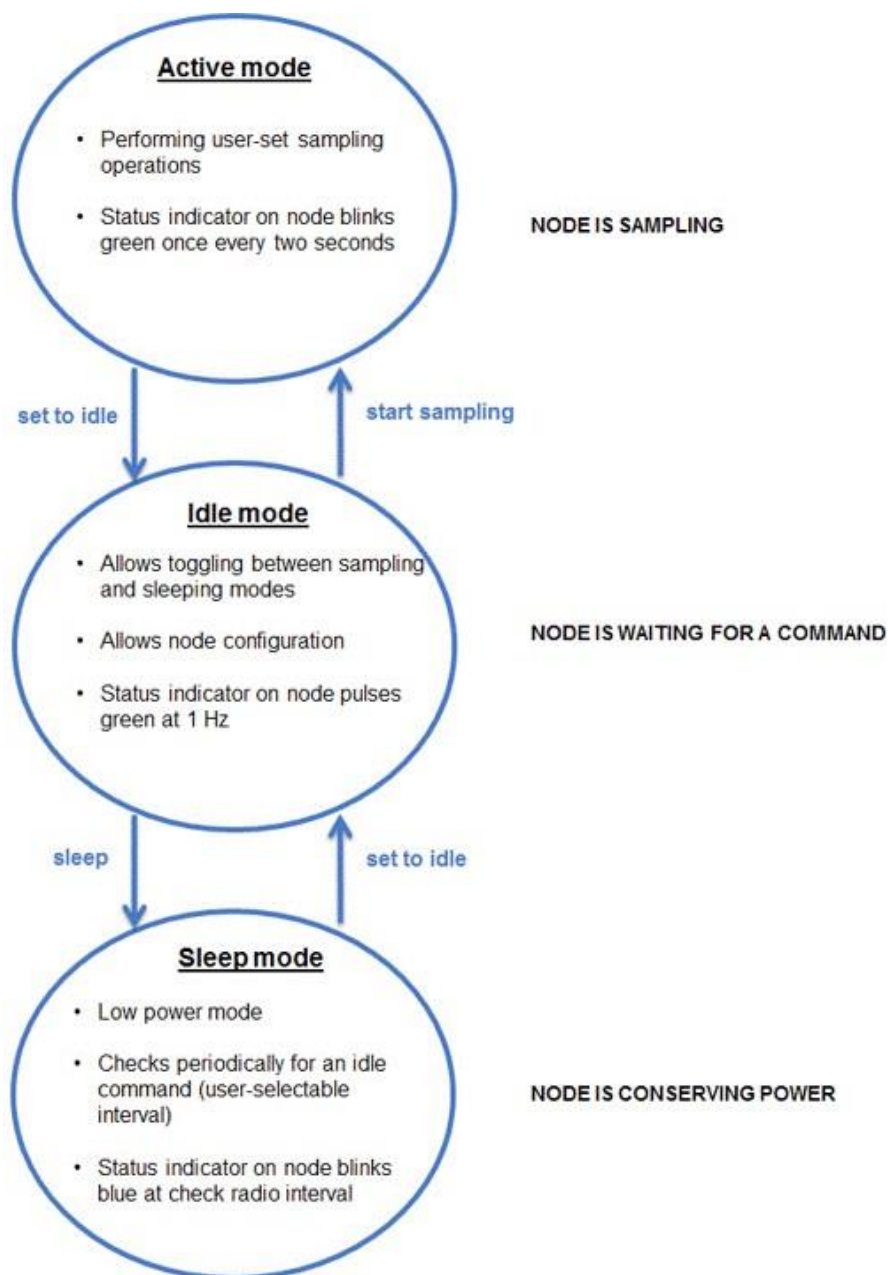 Active mode
• Performing user-set sampling
operations
• Status indicator on node blinks
green once every two seconds
NODE IS SAMPLING
set to idle
start sampling
Idle mode
• Allows toggling between sampling
and sleeping modes
• Allows node configuration
• Status indicator on node pulses
green at 1 Hz
NODE IS WAITING FOR A COMMAND
sleep
set to idle
Sleep mode
• Low power mode
• Checks periodically for an idle
command (user-selectable
interval)
• Status indicator on node blinks
blue at check radio interval
NODE IS CONSERVING POWER